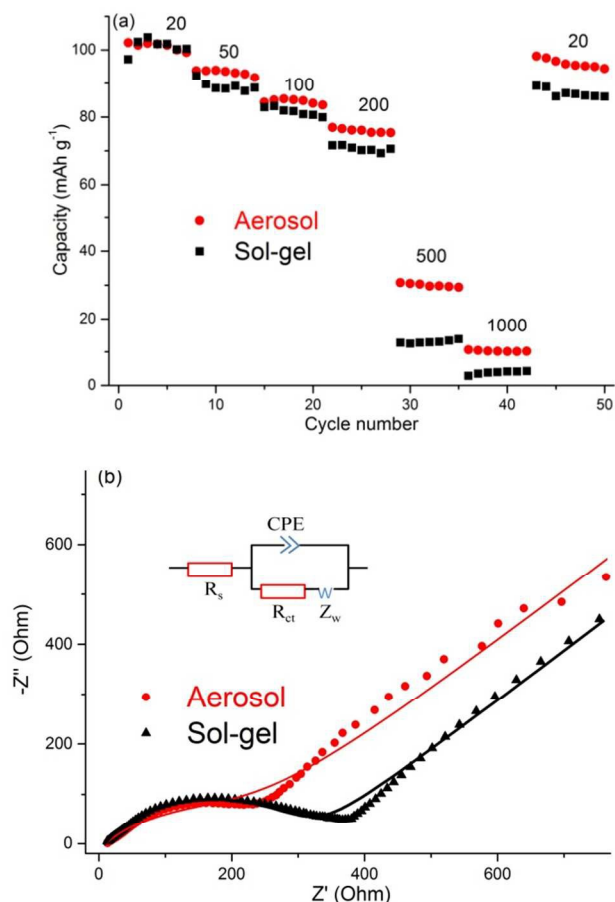 (a)
20
50
100
200
500
1000
20
Aerosol
Sol-gel
Capacity (mAh g⁻¹)
100
80
60
40
20
0
0 10 20 30 40 50
Cycle number
(b)
CPE
Rs
Rct
Zw
Aerosol
Sol-gel
-Z'' (Ohm)
600
400
200
0
0 200 400 600
Z' (Ohm)